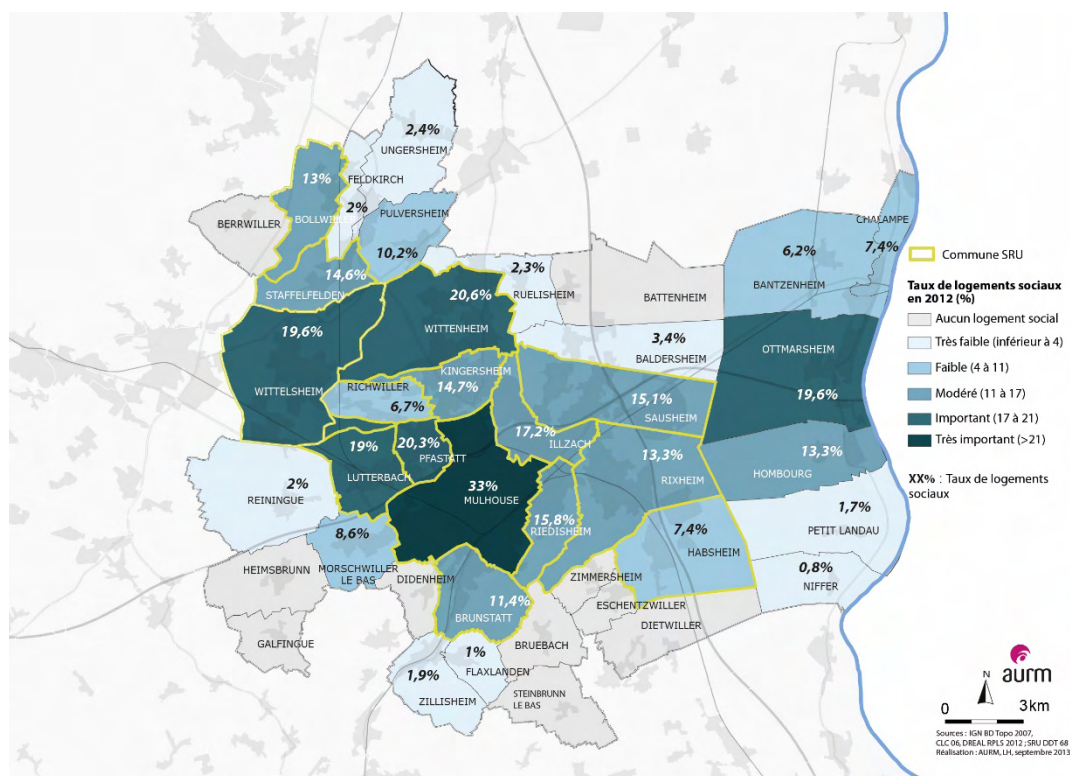 2,4%
UNGERSHEIM
13%
BOLLWILLER
FELDKIRCH
2%
BERRWILLER
PULVERSHEIM
10,2%
14,6%
STAFFELFELDEN
2,3%
RUELISHEIM
BATTENHEIM
6,2%
BANTZENHEIM
CHALAMPE
7,4%
20,6%
WITTENHEIM
19,6%
WITTELSHEIM
3,4%
BALDERSHEIM
OTTMARSHEIM
19,6%
KINGERSHEIM
14,7%
RICHWILLER
6,7%
15,1%
SAUSHEIM
17,2%
ILLZACH
20,3%
PFASTATT
19%
LUTTERBACH
13,3%
RIXHEIM
13,3%
HOMBOURG
2%
REININGUE
33%
MULHOUSE
15,8%
RIEDISHEIM
7,4%
HABSHEIM
1,7%
PETIT LANDAU
8,6%
MORSCHWILLER
LE BAS
HEIMSBRUNN
DIDENHEIM
ZIMMERSHEIM
0,8%
NIFFER
11,4%
BRUNSTATT
ESCHENTZWILLER
DIETWILLER
GALFINGUE
BRUEBACH
1%
FLAXLANDEN
1,9%
ZILLISHEIM
STEINBRUNN
LE BAS
Commune SRU
Taux de logements sociaux
en 2012 (%)
Aucun logement social
Très faible (inférieur à 4)
Faible (4 à 11)
Modéré (11 à 17)
Important (17 à 21)
Très important (>21)
XX% : Taux de logements
sociaux
N
aurm
0 3km
Sources : IGN BD Topo 2007,
CLC 06, DREAL RPLS 2012 ; SRU DDT 68
Réalisation : AURM, LH, septembre 2013